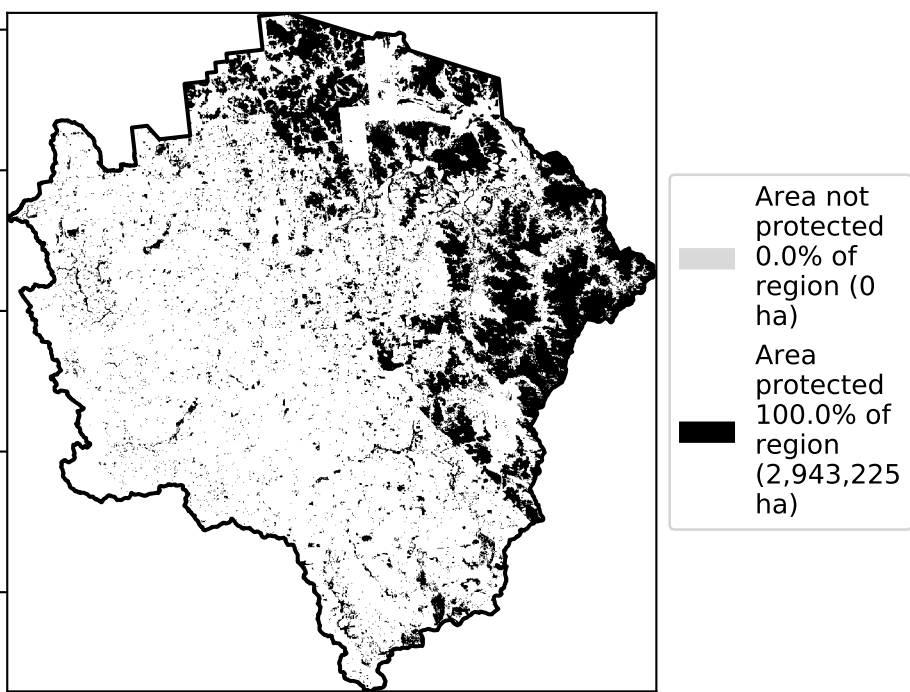 Area not
protected
0.0% of
region (0
ha)
Area
protected
100.0% of
region
(2,943,225
ha)